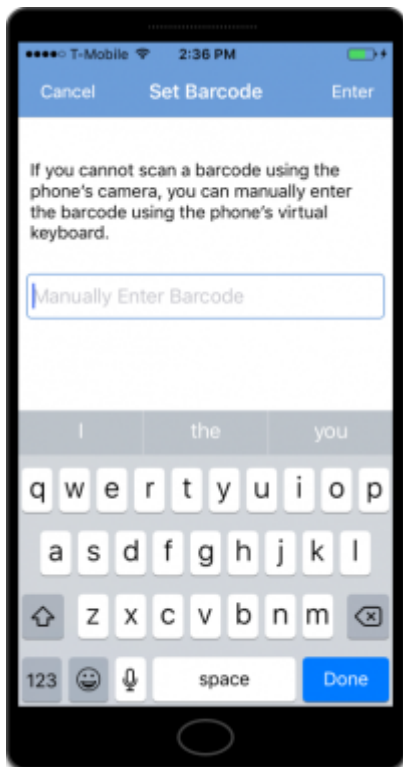 T-Mobile 2:36 PM
Cancel Set Barcode Enter
If you cannot scan a barcode using the
phone's camera, you can manually enter
the barcode using the phone's virtual
keyboard.
Manually Enter Barcode
I the you
q w e r t y u i o p
a s d f g h j k l
z x c v b n m
123 space Done